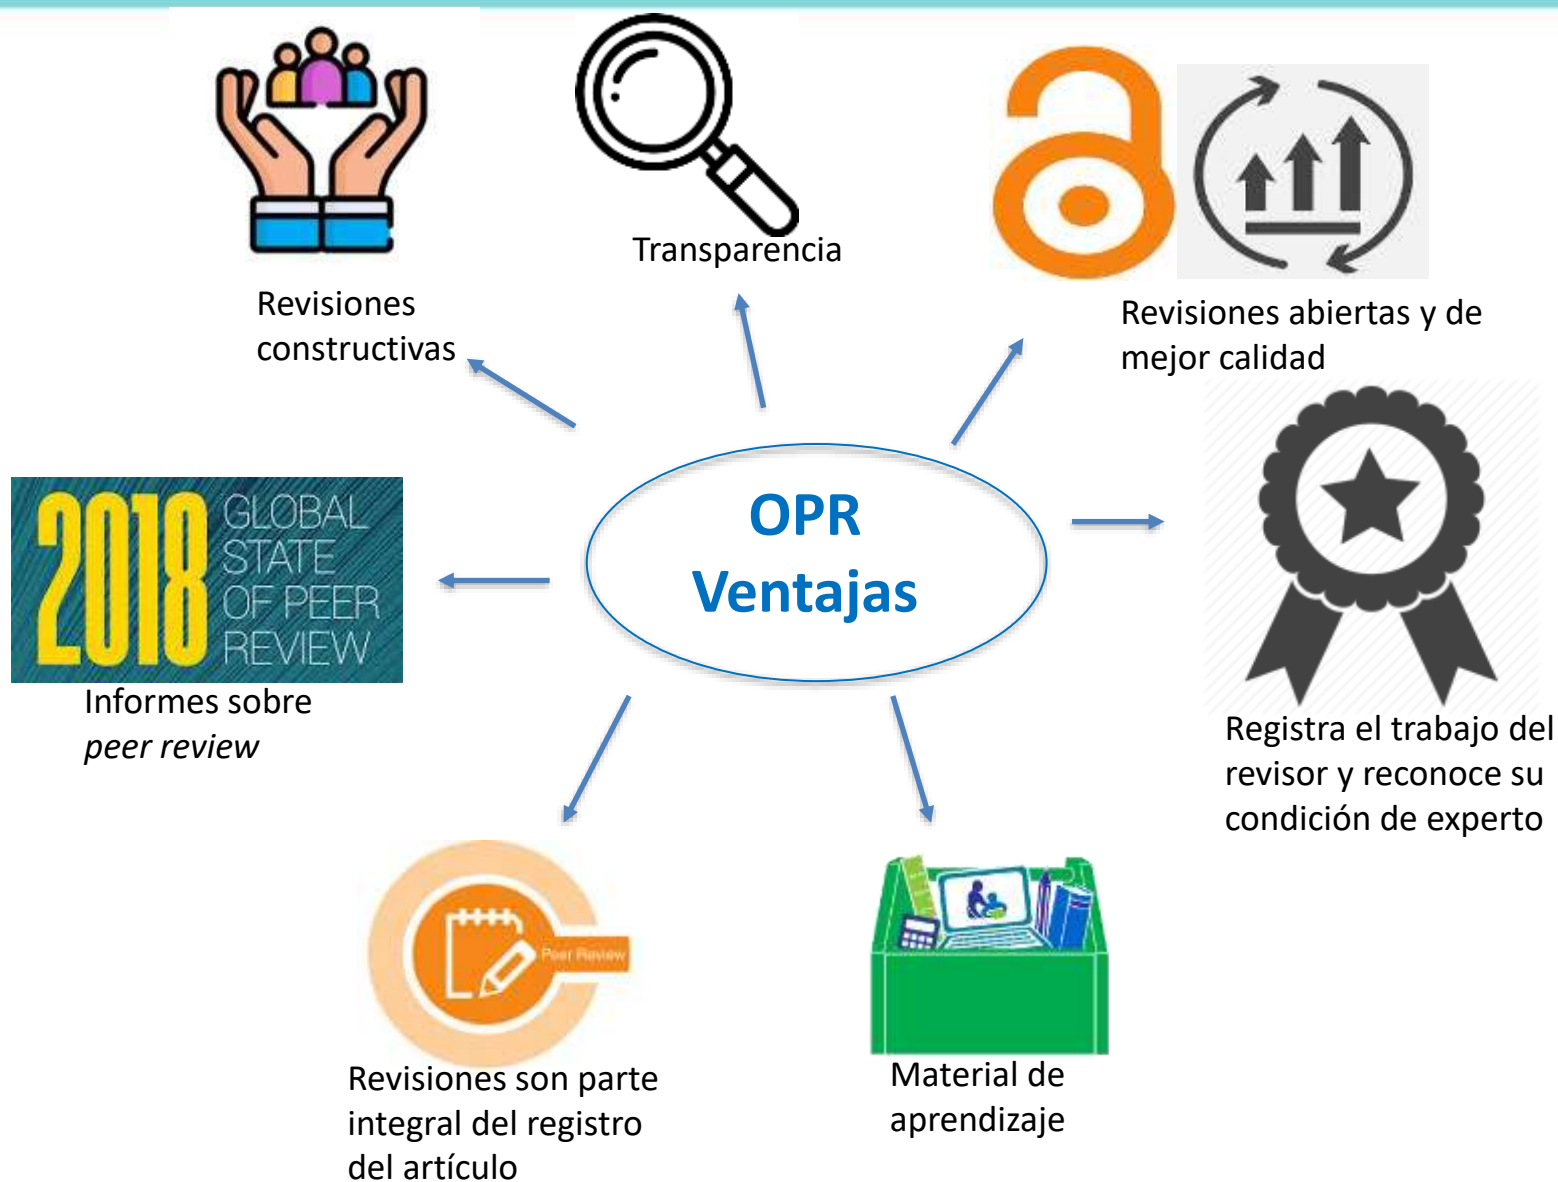 Transparencia
Revisiones
constructivas
Revisiones abiertas y de
mejor calidad
OPR
Ventajas
2018 GLOBAL
STATE
OF PEER
REVIEW
Informes sobre
peer review
Registra el trabajo del
revisor y reconoce su
condición de experto
Peer Review
Revisiones son parte
integral del registro
del artículo
Material de
aprendizaje